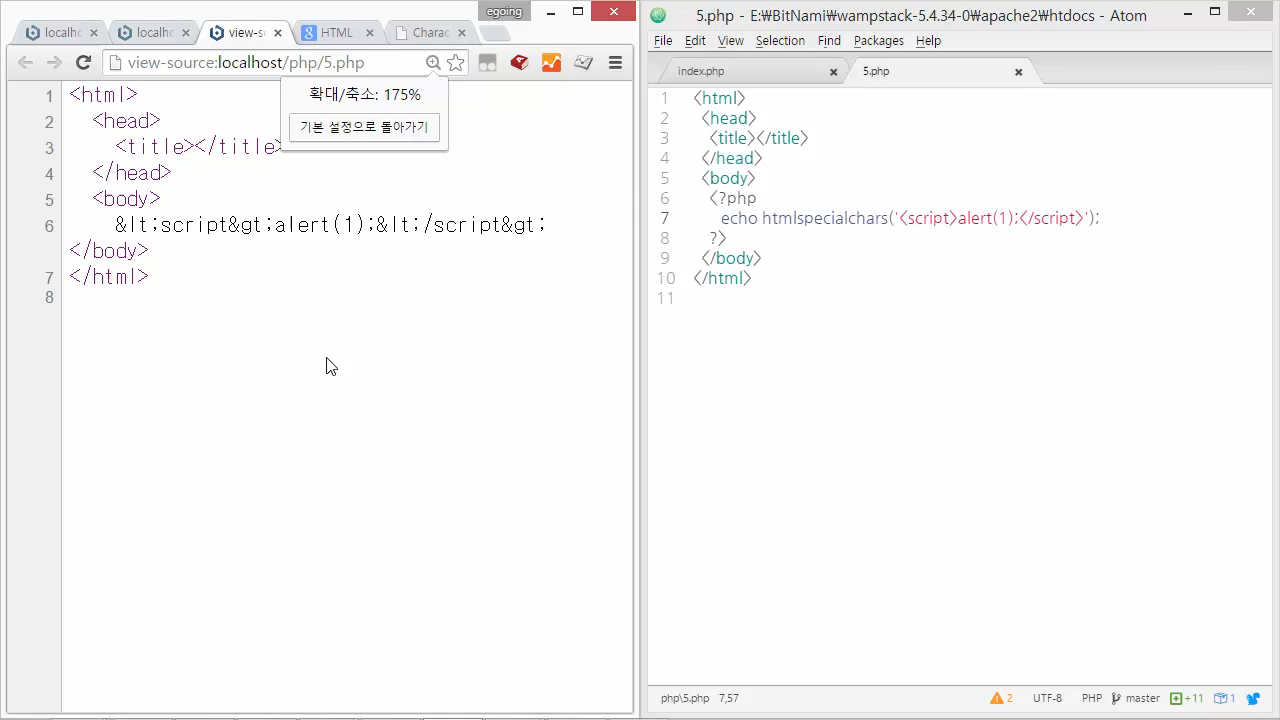 egoing
localho
localh
view-s
HTML
Charac
view-source:localhost/php/5.php
확대/축소: 175%
기본 설정으로 돌아가기
1 <html>
2 <head>
3 <title></title>
4 </head>
5 <body>
6 &lt;script&gt;alert(1);&lt;/script&gt;
</body>
7 </html>
8
5.php - E:₩BitNami₩wampstack-5.4.34-0₩apache2₩htdocs - Atom
File Edit View Selection Find Packages Help
index.php
5.php
1 <html>
2 <head>
3 <title></title>
4 </head>
5 <body>
6 <?php
7 echo htmlspecialchars('<script>alert(1);</script>');
8 ?>
9 </body>
10 </html>
11
php\5.php 7,57
2 UTF-8 PHP master +11 1